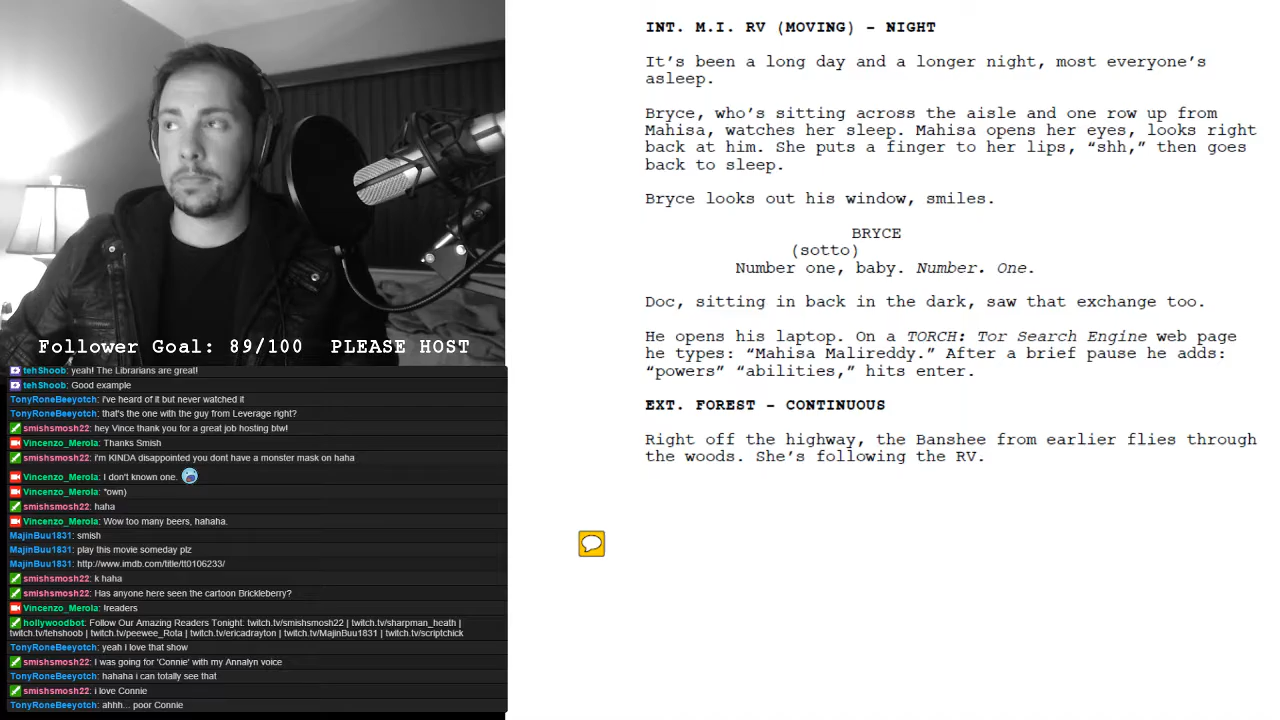 Follower Goal: 89/100 PLEASE HOST
tehShoob: yeah! The Librarians are great!
tehShoob: Good example
TonyRoneBeeyotch: i've heard of it but never watched it
TonyRoneBeeyotch: that's the one with the guy from Leverage right?
smishsmosh22: hey Vince thank you for a great job hosting btw!
Vincenzo_Merola: Thanks Smish
smishsmosh22: i'm KINDA disappointed you dont have a monster mask on haha
Vincenzo_Merola: I don't known one.
Vincenzo_Merola: *own)
smishsmosh22: haha
Vincenzo_Merola: Wow too many beers, hahaha.
MajinBuu1831: smish
MajinBuu1831: play this movie someday plz
MajinBuu1831: http://www.imdb.com/title/tt0106233/
smishsmosh22: k haha
smishsmosh22: Has anyone here seen the cartoon Brickleberry?
Vincenzo_Merola: !readers
hollywoodbot: Follow Our Amazing Readers Tonight: twitch.tv/smishsmosh22 | twitch.tv/sharpman_heath |
twitch.tv/tehshoob | twitch.tv/peewee_Rota | twitch.tv/ericadrayton | twitch.tv/MajinBuu1831 | twitch.tv/scriptchick
TonyRoneBeeyotch: yeah I love that show
smishsmosh22: I was going for 'Connie' with my Annalyn voice
TonyRoneBeeyotch: hahaha i can totally see that
smishsmosh22: i love Connie
TonyRoneBeeyotch: ahhh... poor Connie
INT. M.I. RV (MOVING) – NIGHT
It's been a long day and a longer night, most everyone's
asleep.
Bryce, who's sitting across the aisle and one row up from
Mahisa, watches her sleep. Mahisa opens her eyes, looks right
back at him. She puts a finger to her lips, “shh,” then goes
back to sleep.
Bryce looks out his window, smiles.
BRYCE
(sotto)
Number one, baby. Number. One.
Doc, sitting in back in the dark, saw that exchange too.
He opens his laptop. On a TORCH: Tor Search Engine web page
he types: “Mahisa Malireddy.” After a brief pause he adds:
“powers” “abilities,” hits enter.
EXT. FOREST – CONTINUOUS
Right off the highway, the Banshee from earlier flies through
the woods. She's following the RV.